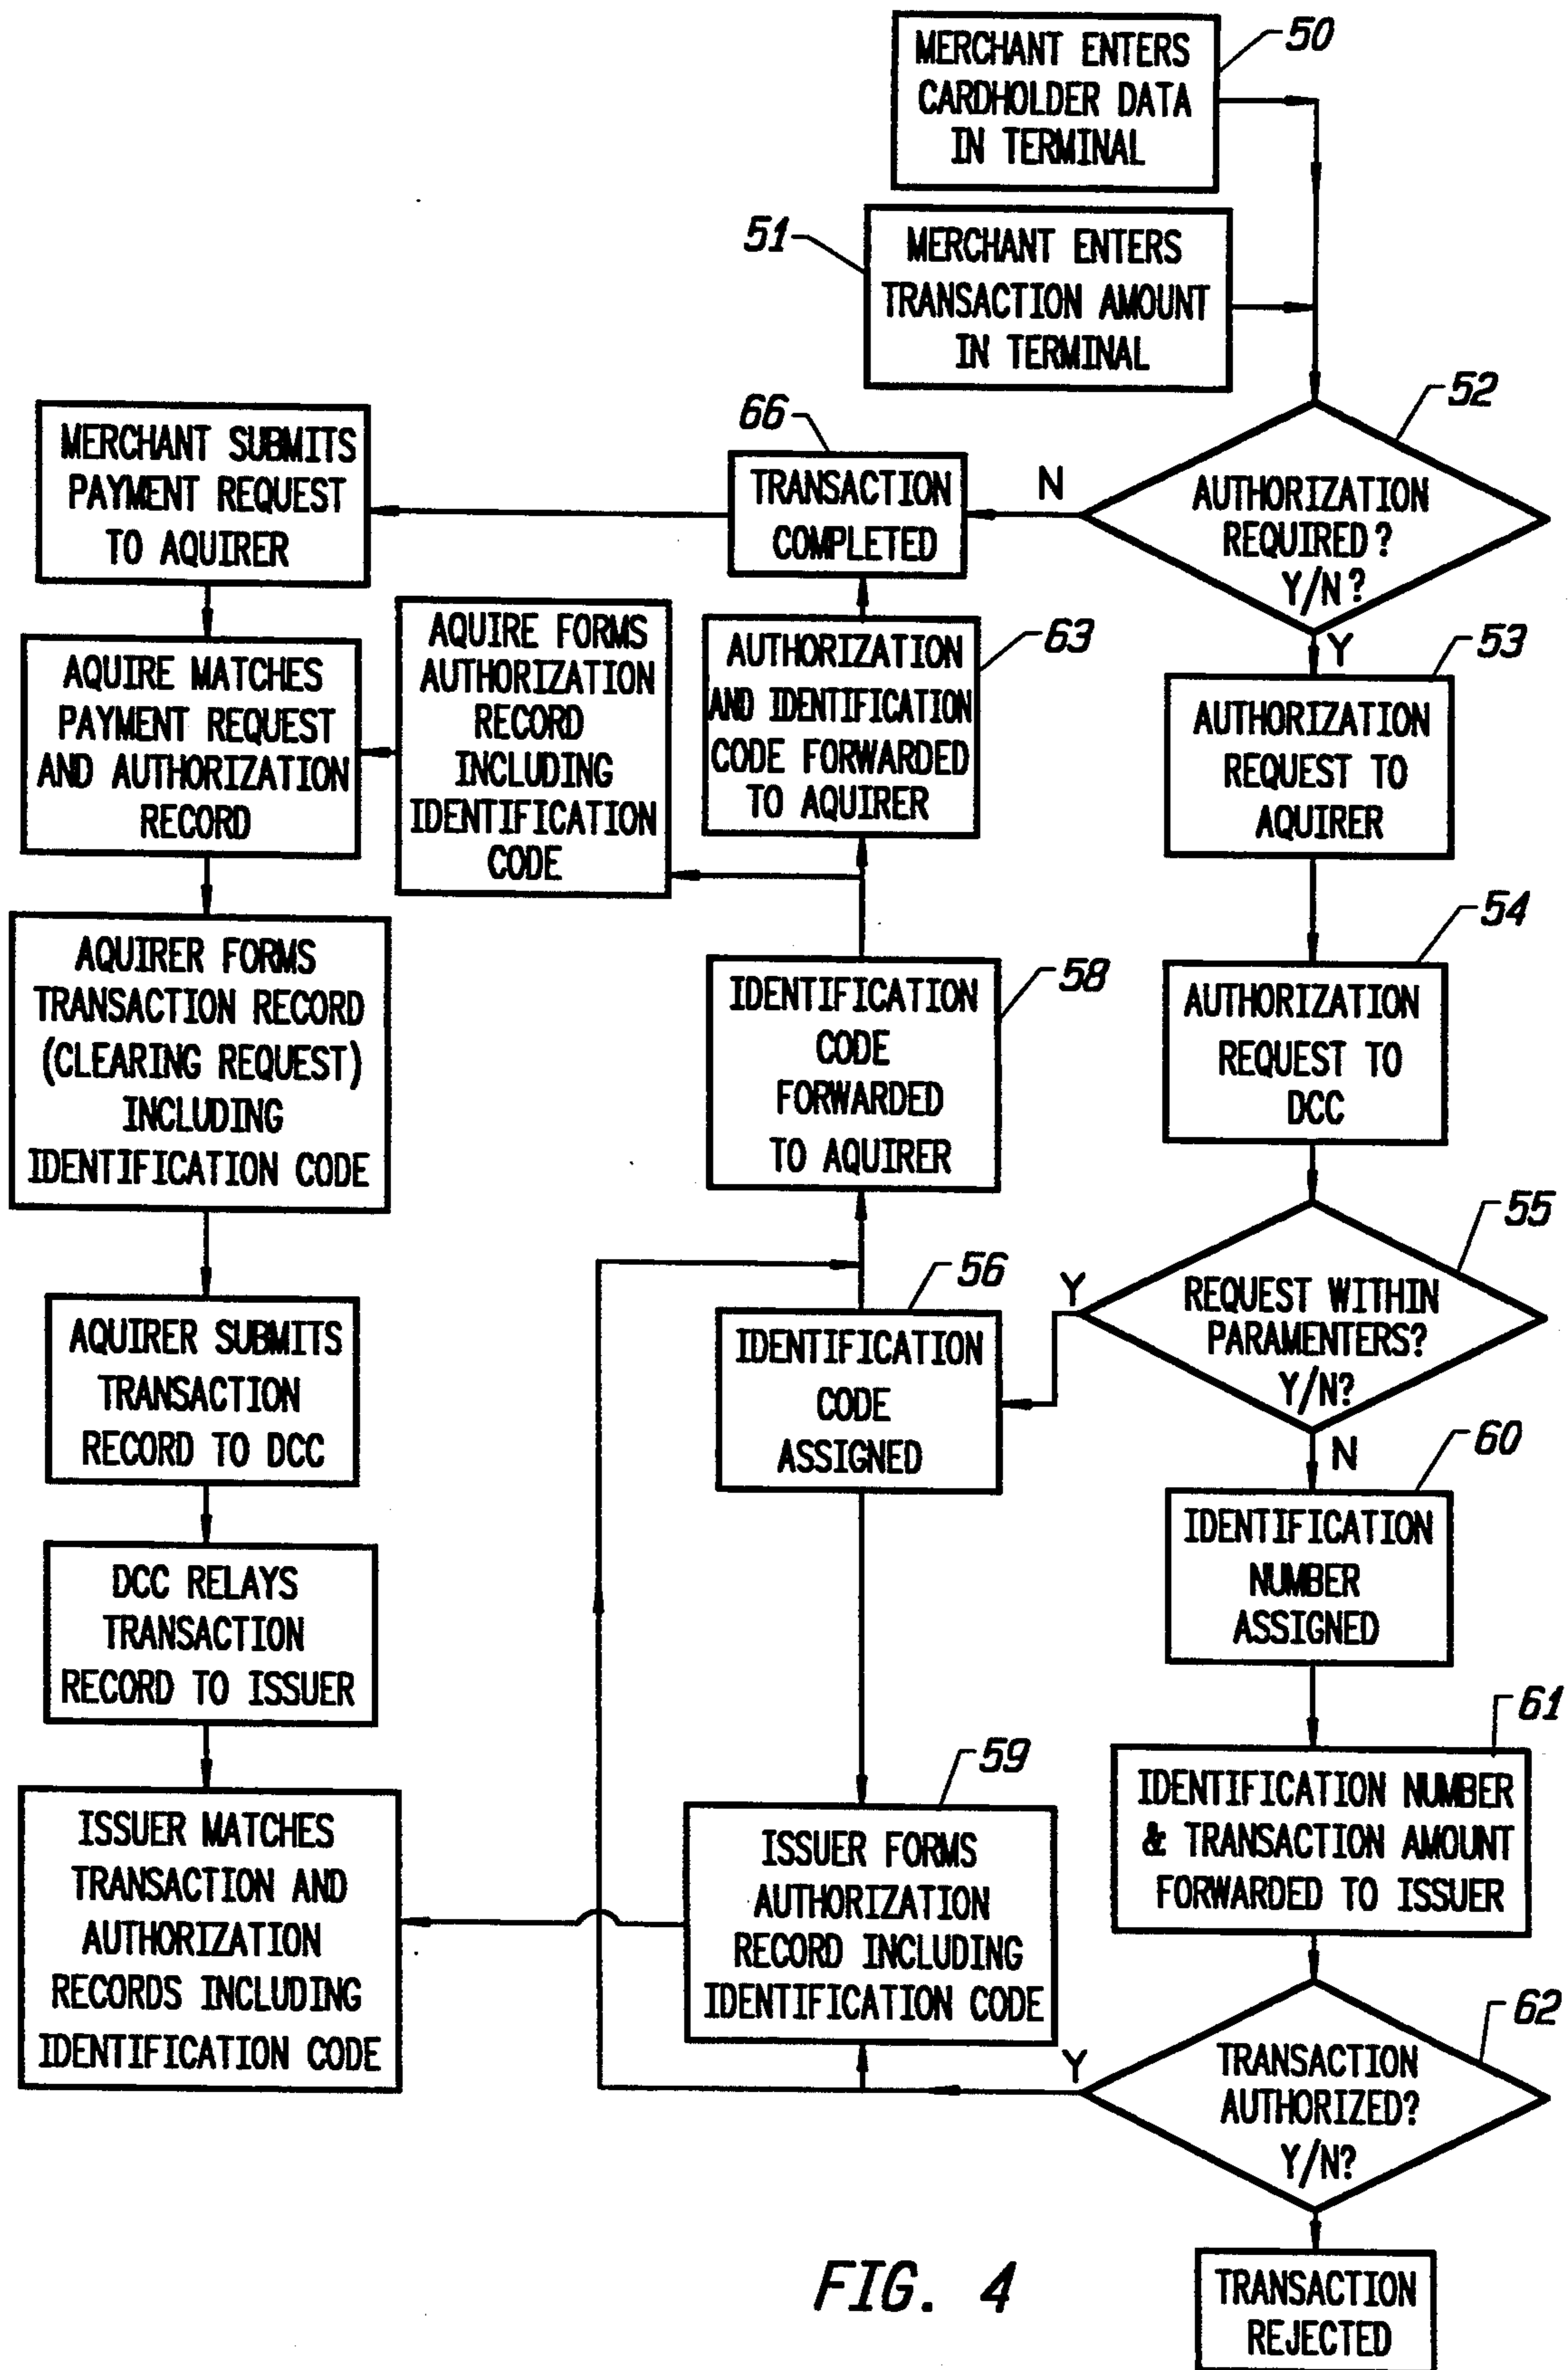 MERCHANT ENTERS
CARDHOLDER DATA
IN TERMINAL
50
51
MERCHANT ENTERS
TRANSACTION AMOUNT
IN TERMINAL
52
AUTHORIZATION
REQUIRED?
Y/N?
N
Y
66
TRANSACTION
COMPLETED
MERCHANT SUBMITS
PAYMENT REQUEST
TO AQUIRER
AQUIRE MATCHES
PAYMENT REQUEST
AND AUTHORIZATION
RECORD
AQUIRE FORMS
AUTHORIZATION
RECORD
INCLUDING
IDENTIFICATION
CODE
63
AUTHORIZATION
AND IDENTIFICATION
CODE FORWARDED
TO AQUIRER
53
AUTHORIZATION
REQUEST TO
AQUIRER
AQUIRER FORMS
TRANSACTION RECORD
(CLEARING REQUEST)
INCLUDING
IDENTIFICATION CODE
58
IDENTIFICATION
CODE
FORWARDED
TO AQUIRER
54
AUTHORIZATION
REQUEST TO
DCC
55
REQUEST WITHIN
PARAMENTERS?
Y/N?
Y
N
56
IDENTIFICATION
CODE
ASSIGNED
AQUIRER SUBMITS
TRANSACTION
RECORD TO DCC
60
IDENTIFICATION
NUMBER
ASSIGNED
DCC RELAYS
TRANSACTION
RECORD TO ISSUER
61
IDENTIFICATION NUMBER
& TRANSACTION AMOUNT
FORWARDED TO ISSUER
59
ISSUER FORMS
AUTHORIZATION
RECORD INCLUDING
IDENTIFICATION CODE
ISSUER MATCHES
TRANSACTION AND
AUTHORIZATION
RECORDS INCLUDING
IDENTIFICATION CODE
62
TRANSACTION
AUTHORIZED?
Y/N?
Y
TRANSACTION
REJECTED
FIG. 4